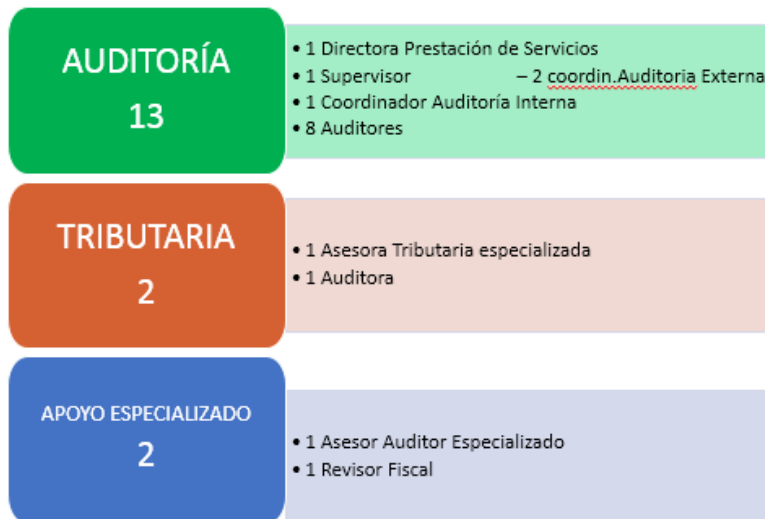 AUDITORÍA
13
• 1 Directora Prestación de Servicios
• 1 Supervisor – 2 coordin.Auditoria Externa
• 1 Coordinador Auditoría Interna
• 8 Auditores
TRIBUTARIA
2
• 1 Asesora Tributaria especializada
• 1 Auditora
APOYO ESPECIALIZADO
2
• 1 Asesor Auditor Especializado
• 1 Revisor Fiscal